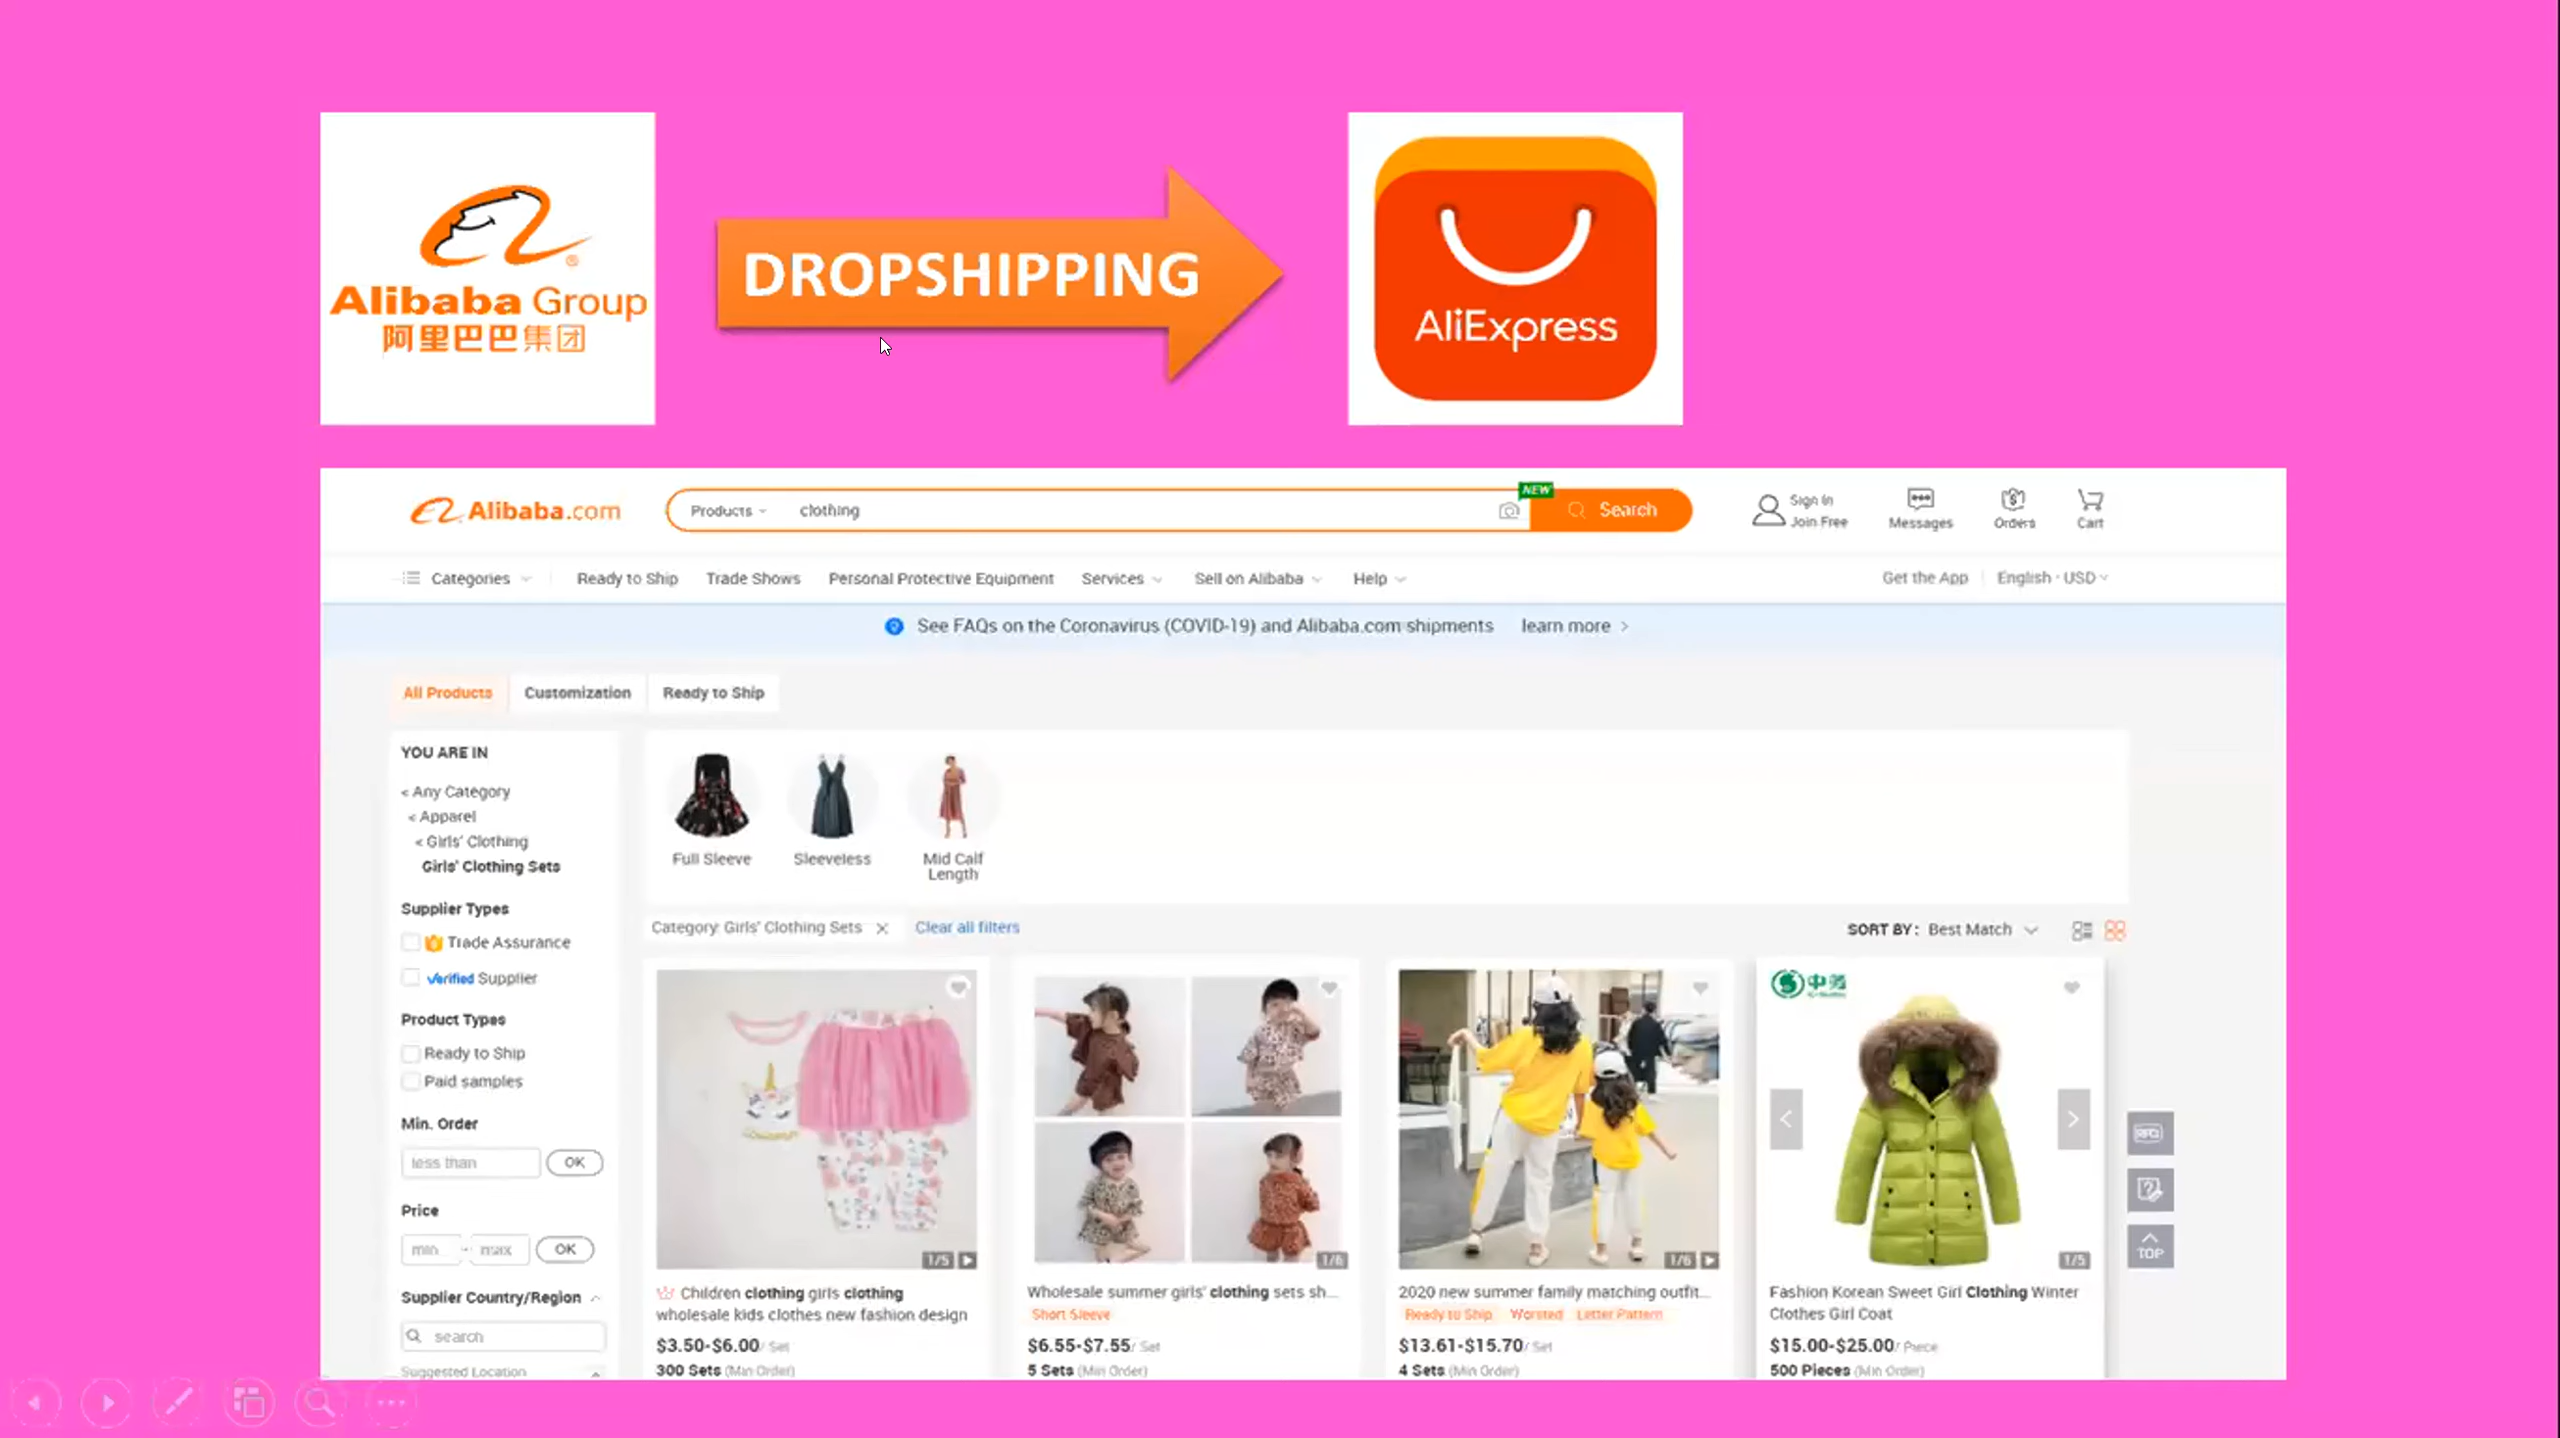 Alibaba Group
阿里巴巴集团
DROPSHIPPING
AliExpress
Alibaba.com
Products
clothing
NEW
Search
Sign In
Join Free
Messages
Orders
Cart
Categories
Ready to Ship
Trade Shows
Personal Protective Equipment
Services
Sell on Alibaba
Help
Get the App
English - USD
See FAQs on the Coronavirus (COVID-19) and Alibaba.com shipments
learn more >
All Products
Customization
Ready to Ship
YOU ARE IN
< Any Category
< Apparel
< Girls' Clothing
Girls' Clothing Sets
Supplier Types
Trade Assurance
Verified Supplier
Product Types
Ready to Ship
Paid samples
Min. Order
less than
OK
Price
min. - max
OK
Supplier Country/Region
search
Suggested Location
Full Sleeve
Sleeveless
Mid Calf
Length
Category: Girls' Clothing Sets
Clear all filters
SORT BY : Best Match
1/5
Children clothing girls clothing
wholesale kids clothes new fashion design
$3.50-$6.00/ Set
300 Sets (Min Order)
1/6
Wholesale summer girls' clothing sets sh...
Short Sleeve
$6.55-$7.55/ Set
5 Sets (Min Order)
1/6
2020 new summer family matching outfit...
Ready to Ship Worsted Letter Pattern
$13.61-$15.70/ Set
4 Sets (Min Order)
1/5
Fashion Korean Sweet Girl Clothing Winter
Clothes Girl Coat
$15.00-$25.00/ Piece
500 Pieces (Min Order)
RFQ
TOP